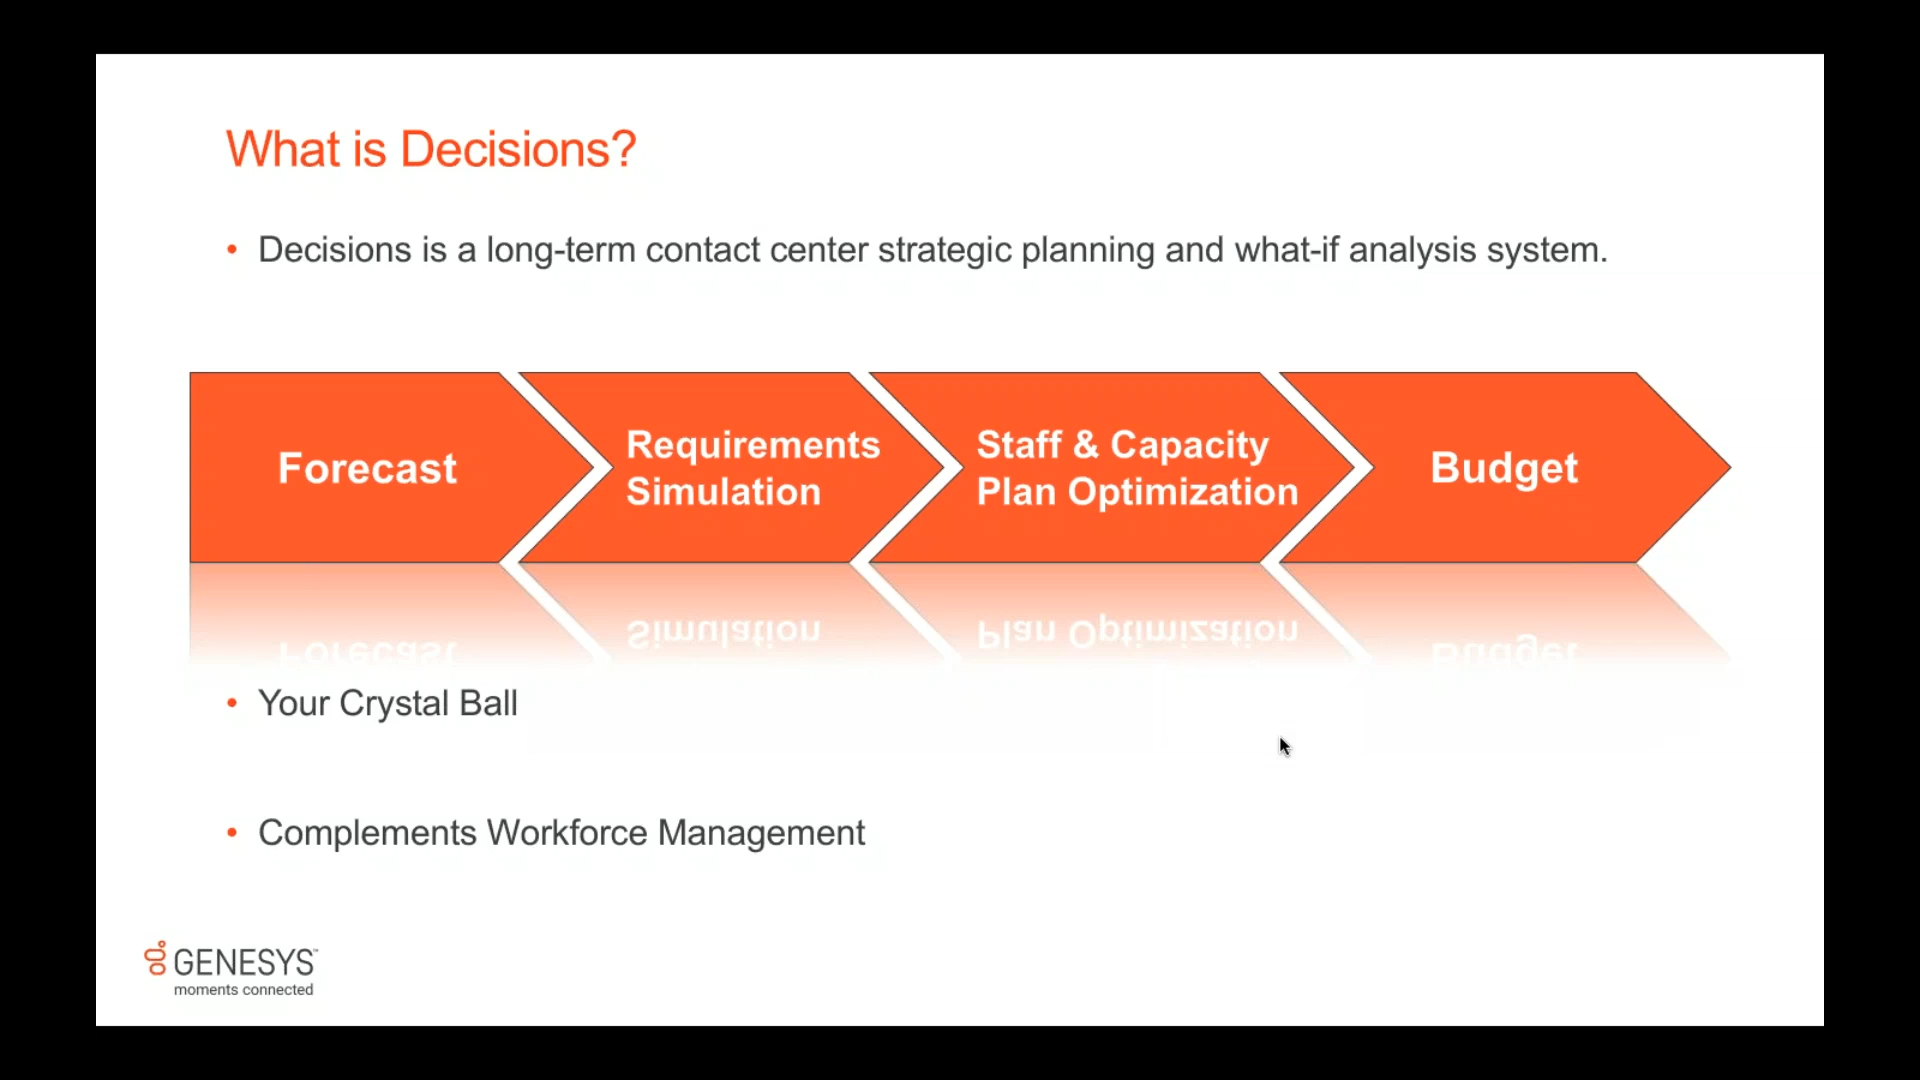 What is Decisions?
• Decisions is a long-term contact center strategic planning and what-if analysis system.
Forecast
Requirements
Simulation
Staff & Capacity
Plan Optimization
Budget
• Your Crystal Ball
• Complements Workforce Management
GENESYS™
moments connected